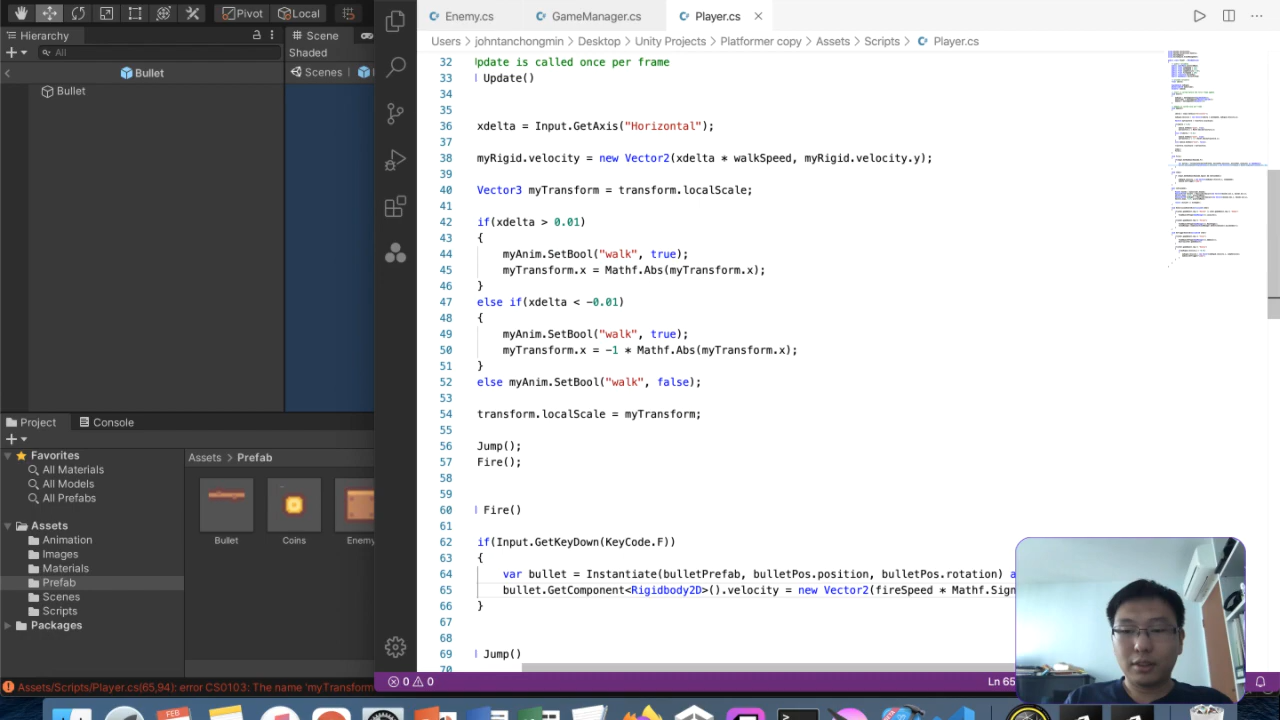 Pivot
Local
Hierarchy
Scene
All
Shaded
Bullet
Scenes
Bullet
Project
Console
Favorites
All Materials
All Models
All Prefabs
Assets
Animation
Images
Materials
Prefab
Scenes
Scripts
Packages
Assets > Prefab
Bullet
Coins
Enemy
Assets/Scripts/Player.cs(65,94): error CS0103: The name 'myTransform
Enemy.cs
GameManager.cs
Player.cs
Users > johntanchongmin > Desktop > Unity Projects > Platformer copy > Assets > Scripts > Player.cs
32 te is called once per frame
33 date()
34
36 Input.GetAxis("Horizontal");
37
38 Rigid.velocity = new Vector2(xdelta * walkSpeed, myRigid.velocity.y);
39
40 Vector3 myTransform = transform.localScale;
41
42 > 0.01)
43
44 myAnim.SetBool("walk", true);
45 myTransform.x = Mathf.Abs(myTransform.x);
46 }
47 else if(xdelta < -0.01)
48 {
49 myAnim.SetBool("walk", true);
50 myTransform.x = -1 * Mathf.Abs(myTransform.x);
51 }
52 else myAnim.SetBool("walk", false);
53
54 transform.localScale = myTransform;
55
56 Jump();
57 Fire();
58
59
60 Fire()
61
62 if(Input.GetKeyDown(KeyCode.F))
63 {
64 var bullet = Instantiate(bulletPrefab, bulletPos.position, bulletPos.rotation) a
65 bullet.GetComponent<Rigidbody2D>().velocity = new Vector2(fireSpeed * Mathf.Sign
66 }
67
68
69 Jump()
70
0 0
Ln 65
FEB